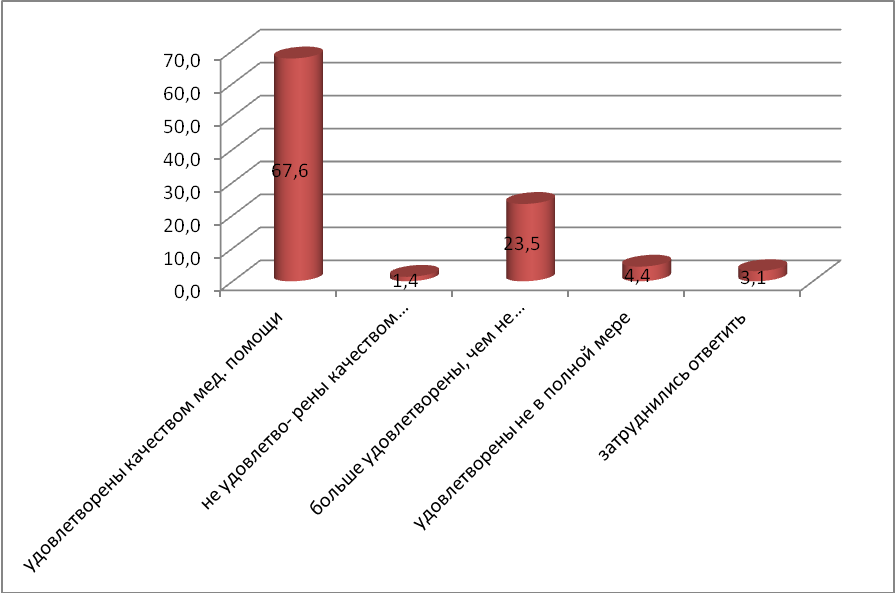 70,0
60,0
50,0
40,0
30,0
20,0
10,0
0,0
67,6
1,4
23,5
4,4
3,1
удовлетворены качеством мед. помощи
не удовлетво- рены качеством...
больше удовлетворены, чем не...
удовлетворены не в полной мере
затруднились ответить